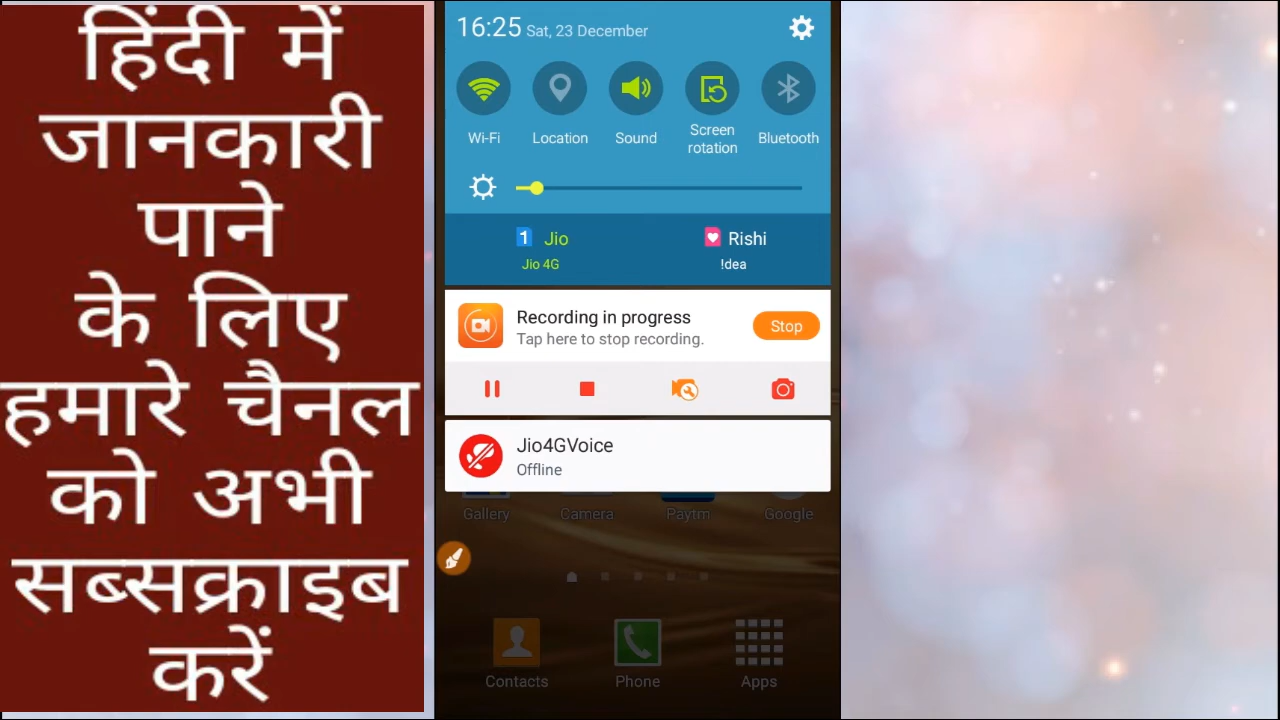 हिंदी में
जानकारी
पाने
के लिए
हमारे चैनल
को अभी
सब्सक्राइब
करें
16:25 Sat, 23 December
Wi-Fi
Location
Sound
Screen
rotation
Bluetooth
1 Jio
Jio 4G
Rishi
!dea
Recording in progress
Tap here to stop recording.
Stop
Jio4GVoice
Offline
Gallery
Camera
Paytm
Google
Contacts
Phone
Apps